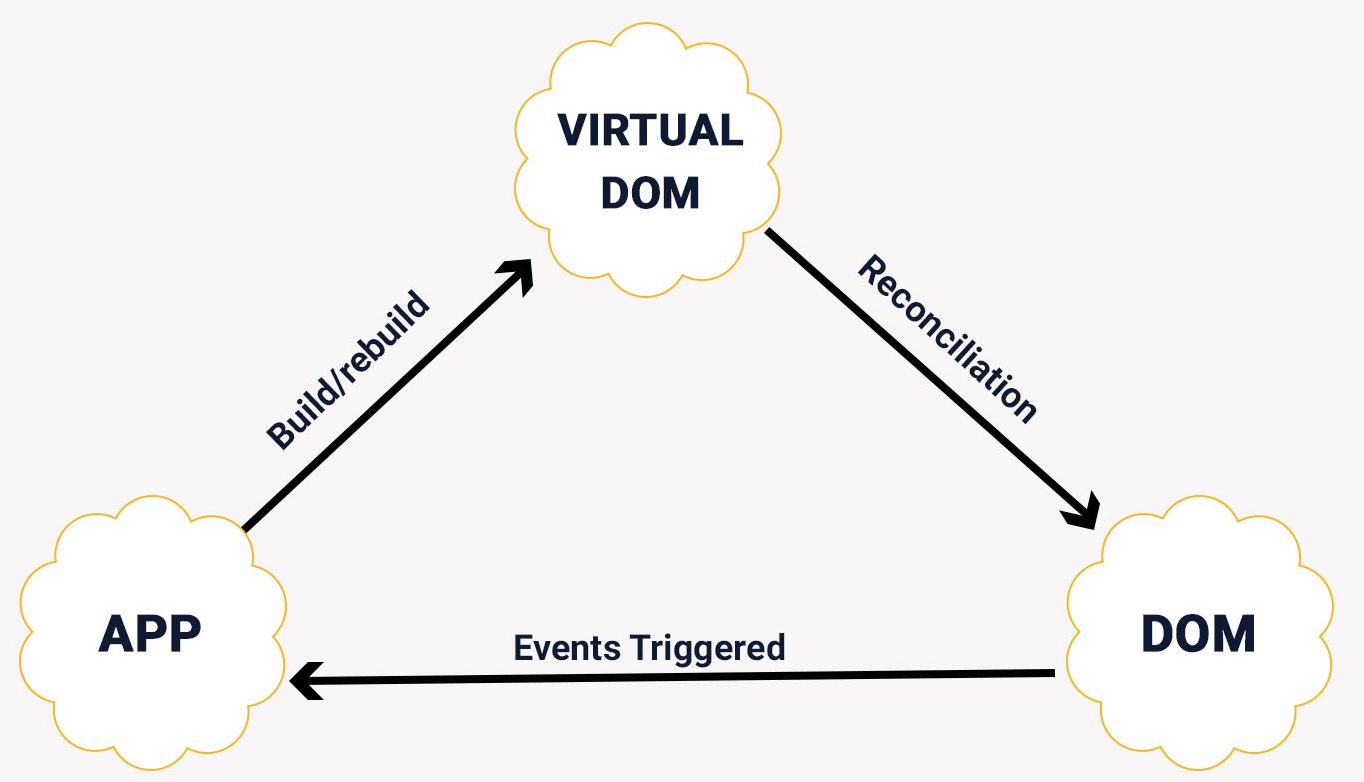 VIRTUAL
DOM
Build/rebuild
Reconciliation
APP
Events Triggered
DOM